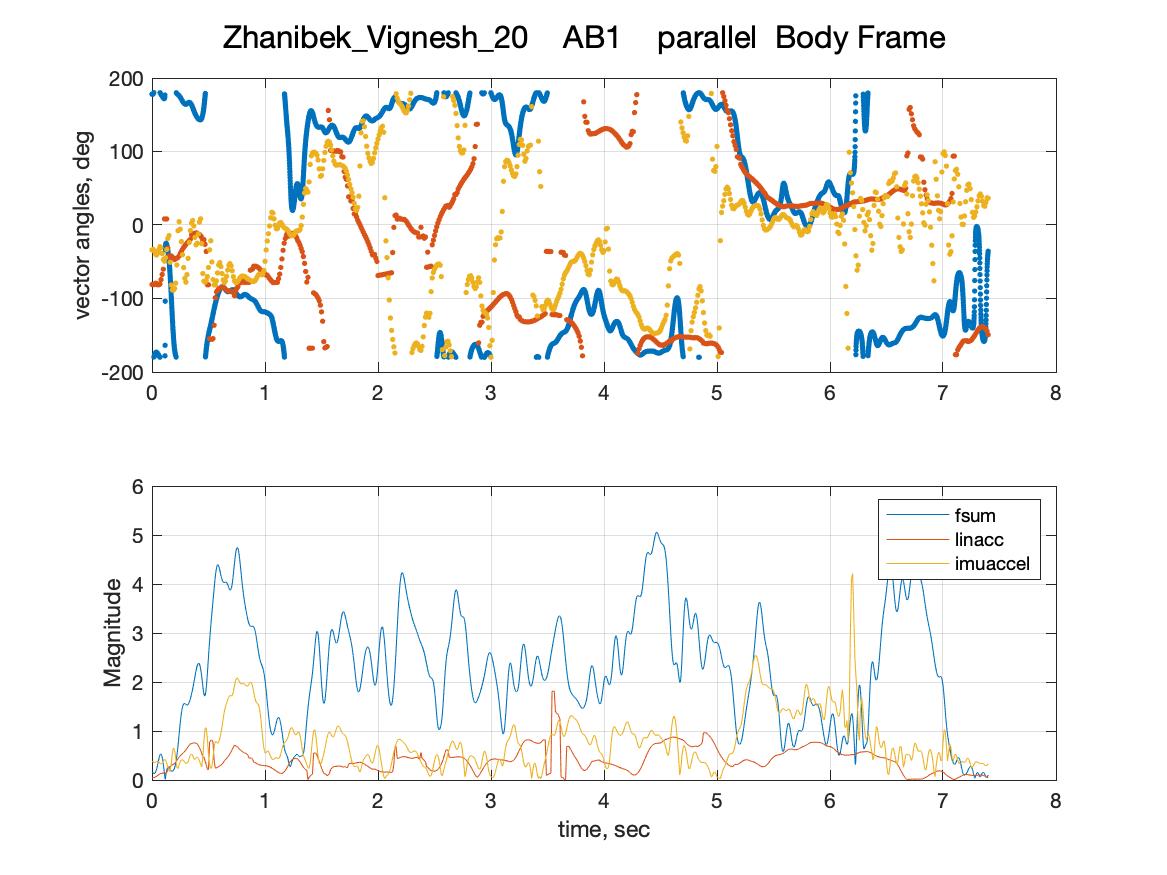 Zhanibek_Vignesh_20 AB1 parallel Body Frame
200
100
0
-100
-200
vector angles, deg
0 1 2 3 4 5 6 7 8
6
5
4
3
2
1
0
Magnitude
fsum
linacc
imuaccel
0 1 2 3 4 5 6 7 8
time, sec